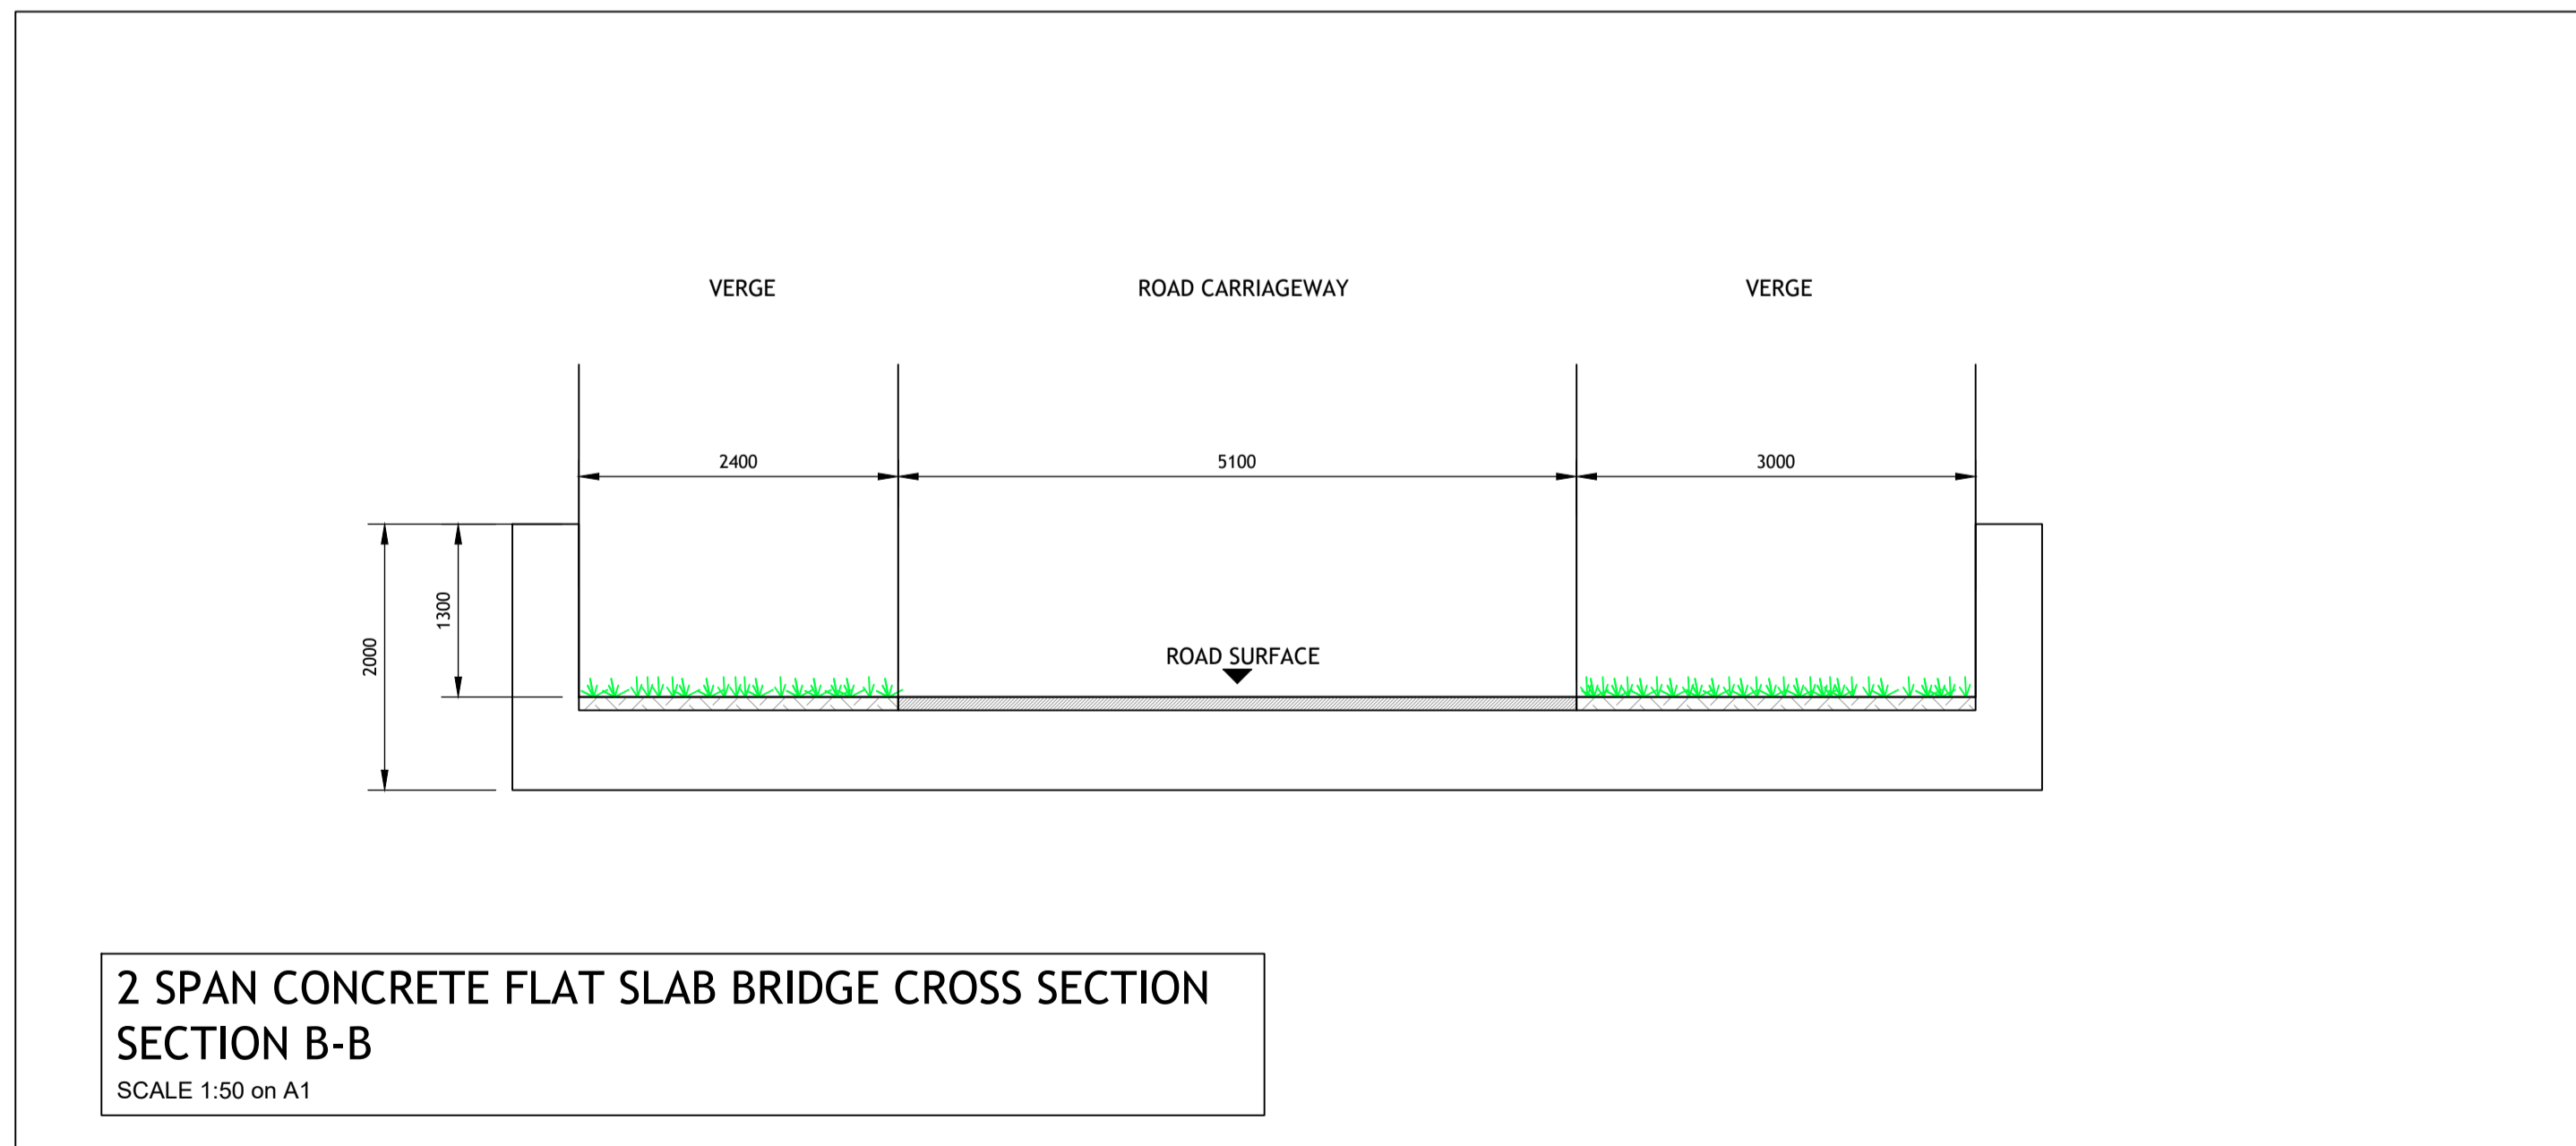 VERGE
ROAD CARRIAGEWAY
VERGE
2400
5100
3000
1300
2000
ROAD SURFACE
2 SPAN CONCRETE FLAT SLAB BRIDGE CROSS SECTION
SECTION B-B
SCALE 1:50 on A1